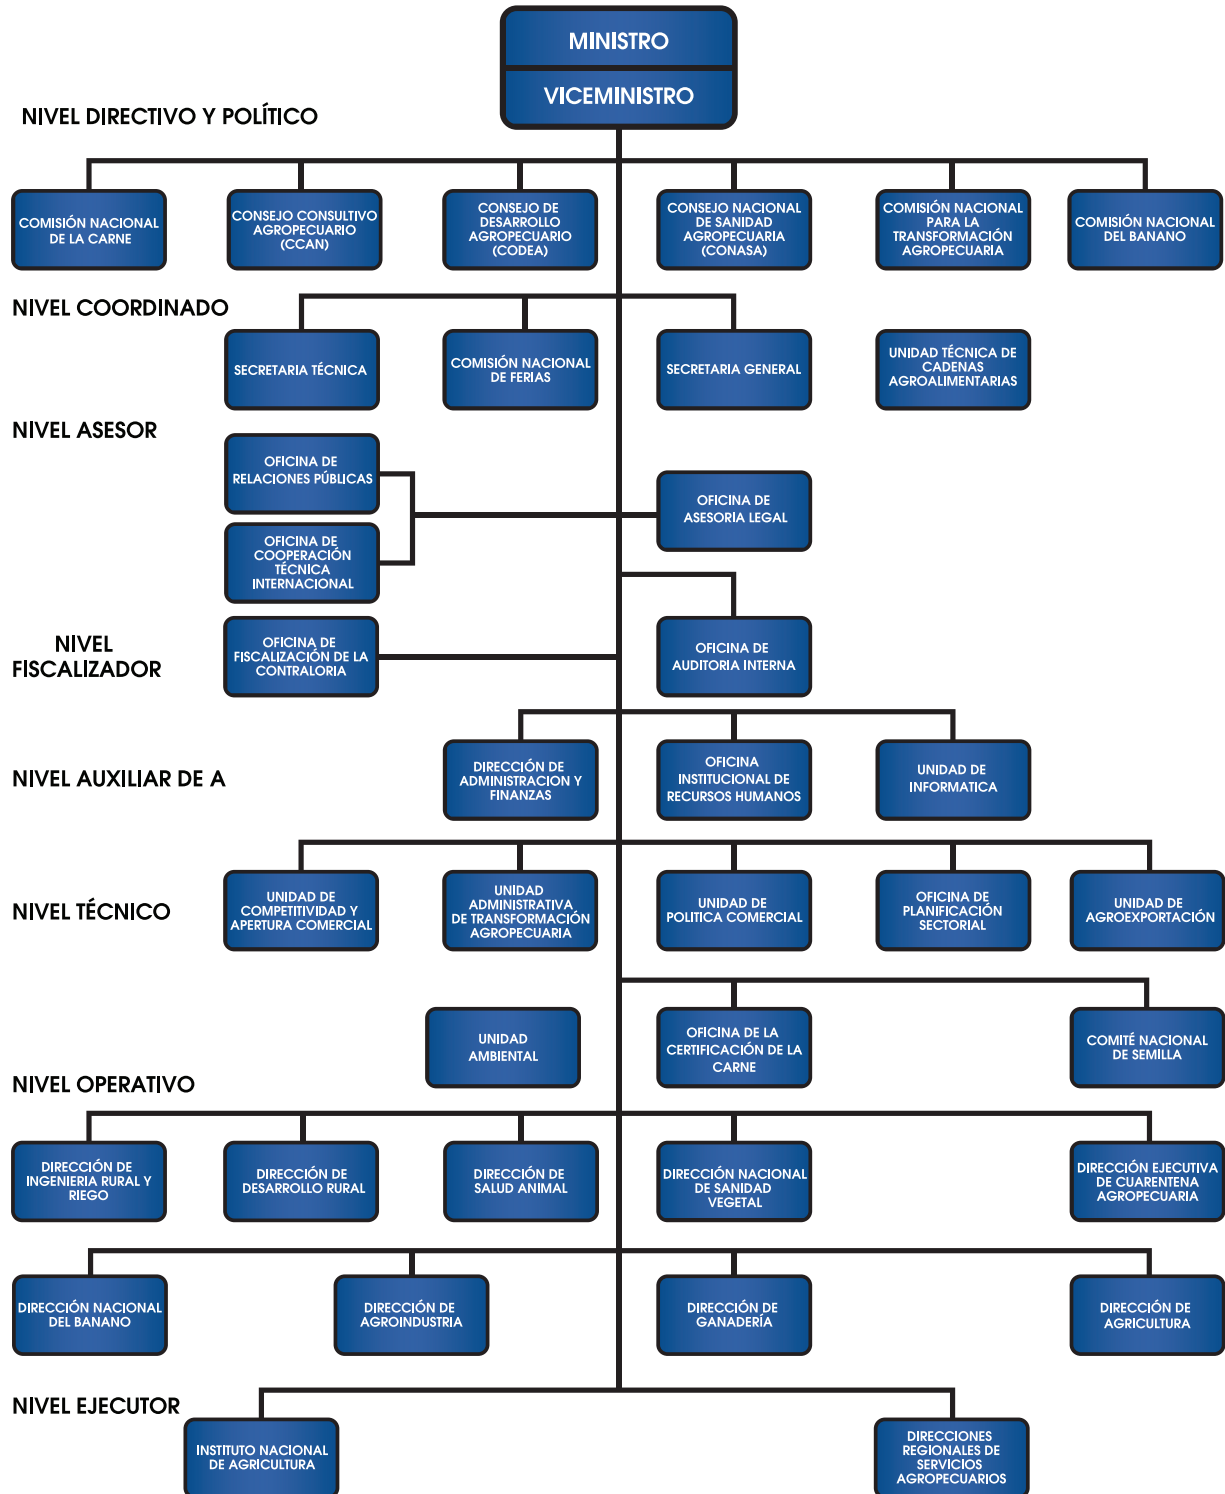 MINISTRO
VICEMINISTRO
NIVEL DIRECTIVO Y POLÍTICO
COMISIÓN NACIONAL
DE LA CARNE
CONSEJO CONSULTIVO
AGROPECUARIO
(CCAN)
CONSEJO DE
DESARROLLO
AGROPECUARIO
(CODEA)
CONSEJO NACIONAL
DE SANIDAD
AGROPECUARIA
(CONASA)
COMISIÓN NACIONAL
PARA LA
TRANSFORMACIÓN
AGROPECUARIA
COMISIÓN NACIONAL
DEL BANANO
NIVEL COORDINADO
SECRETARIA TÉCNICA
COMISIÓN NACIONAL
DE FERIAS
SECRETARIA GENERAL
UNIDAD TÉCNICA DE
CADENAS
AGROALIMENTARIAS
NIVEL ASESOR
OFICINA DE
RELACIONES PÚBLICAS
OFICINA DE
ASESORIA LEGAL
OFICINA DE
COOPERACIÓN
TÉCNICA
INTERNACIONAL
NIVEL
FISCALIZADOR
OFICINA DE
FISCALIZACIÓN DE LA
CONTRALORIA
OFICINA DE
AUDITORIA INTERNA
NIVEL AUXILIAR DE A
DIRECCIÓN DE
ADMINISTRACION Y
FINANZAS
OFICINA
INSTITUCIONAL DE
RECURSOS HUMANOS
UNIDAD DE
INFORMATICA
NIVEL TÉCNICO
UNIDAD DE
COMPETITIVIDAD Y
APERTURA COMERCIAL
UNIDAD
ADMINISTRATIVA
DE TRANSFORMACIÓN
AGROPECUARIA
UNIDAD DE
POLITICA COMERCIAL
OFICINA DE
PLANIFICACIÓN
SECTORIAL
UNIDAD DE
AGROEXPORTACIÓN
UNIDAD
AMBIENTAL
OFICINA DE LA
CERTIFICACIÓN DE LA
CARNE
COMITÉ NACIONAL
DE SEMILLA
NIVEL OPERATIVO
DIRECCIÓN DE
INGENIERIA RURAL Y
RIEGO
DIRECCIÓN DE
DESARROLLO RURAL
DIRECCIÓN DE
SALUD ANIMAL
DIRECCIÓN NACIONAL
DE SANIDAD
VEGETAL
DIRECCIÓN EJECUTIVA
DE CUARENTENA
AGROPECUARIA
DIRECCIÓN NACIONAL
DEL BANANO
DIRECCIÓN DE
AGROINDUSTRIA
DIRECCIÓN DE
GANADERÍA
DIRECCIÓN DE
AGRICULTURA
NIVEL EJECUTOR
INSTITUTO NACIONAL
DE AGRICULTURA
DIRECCIONES
REGIONALES DE
SERVICIOS
AGROPECUARIOS